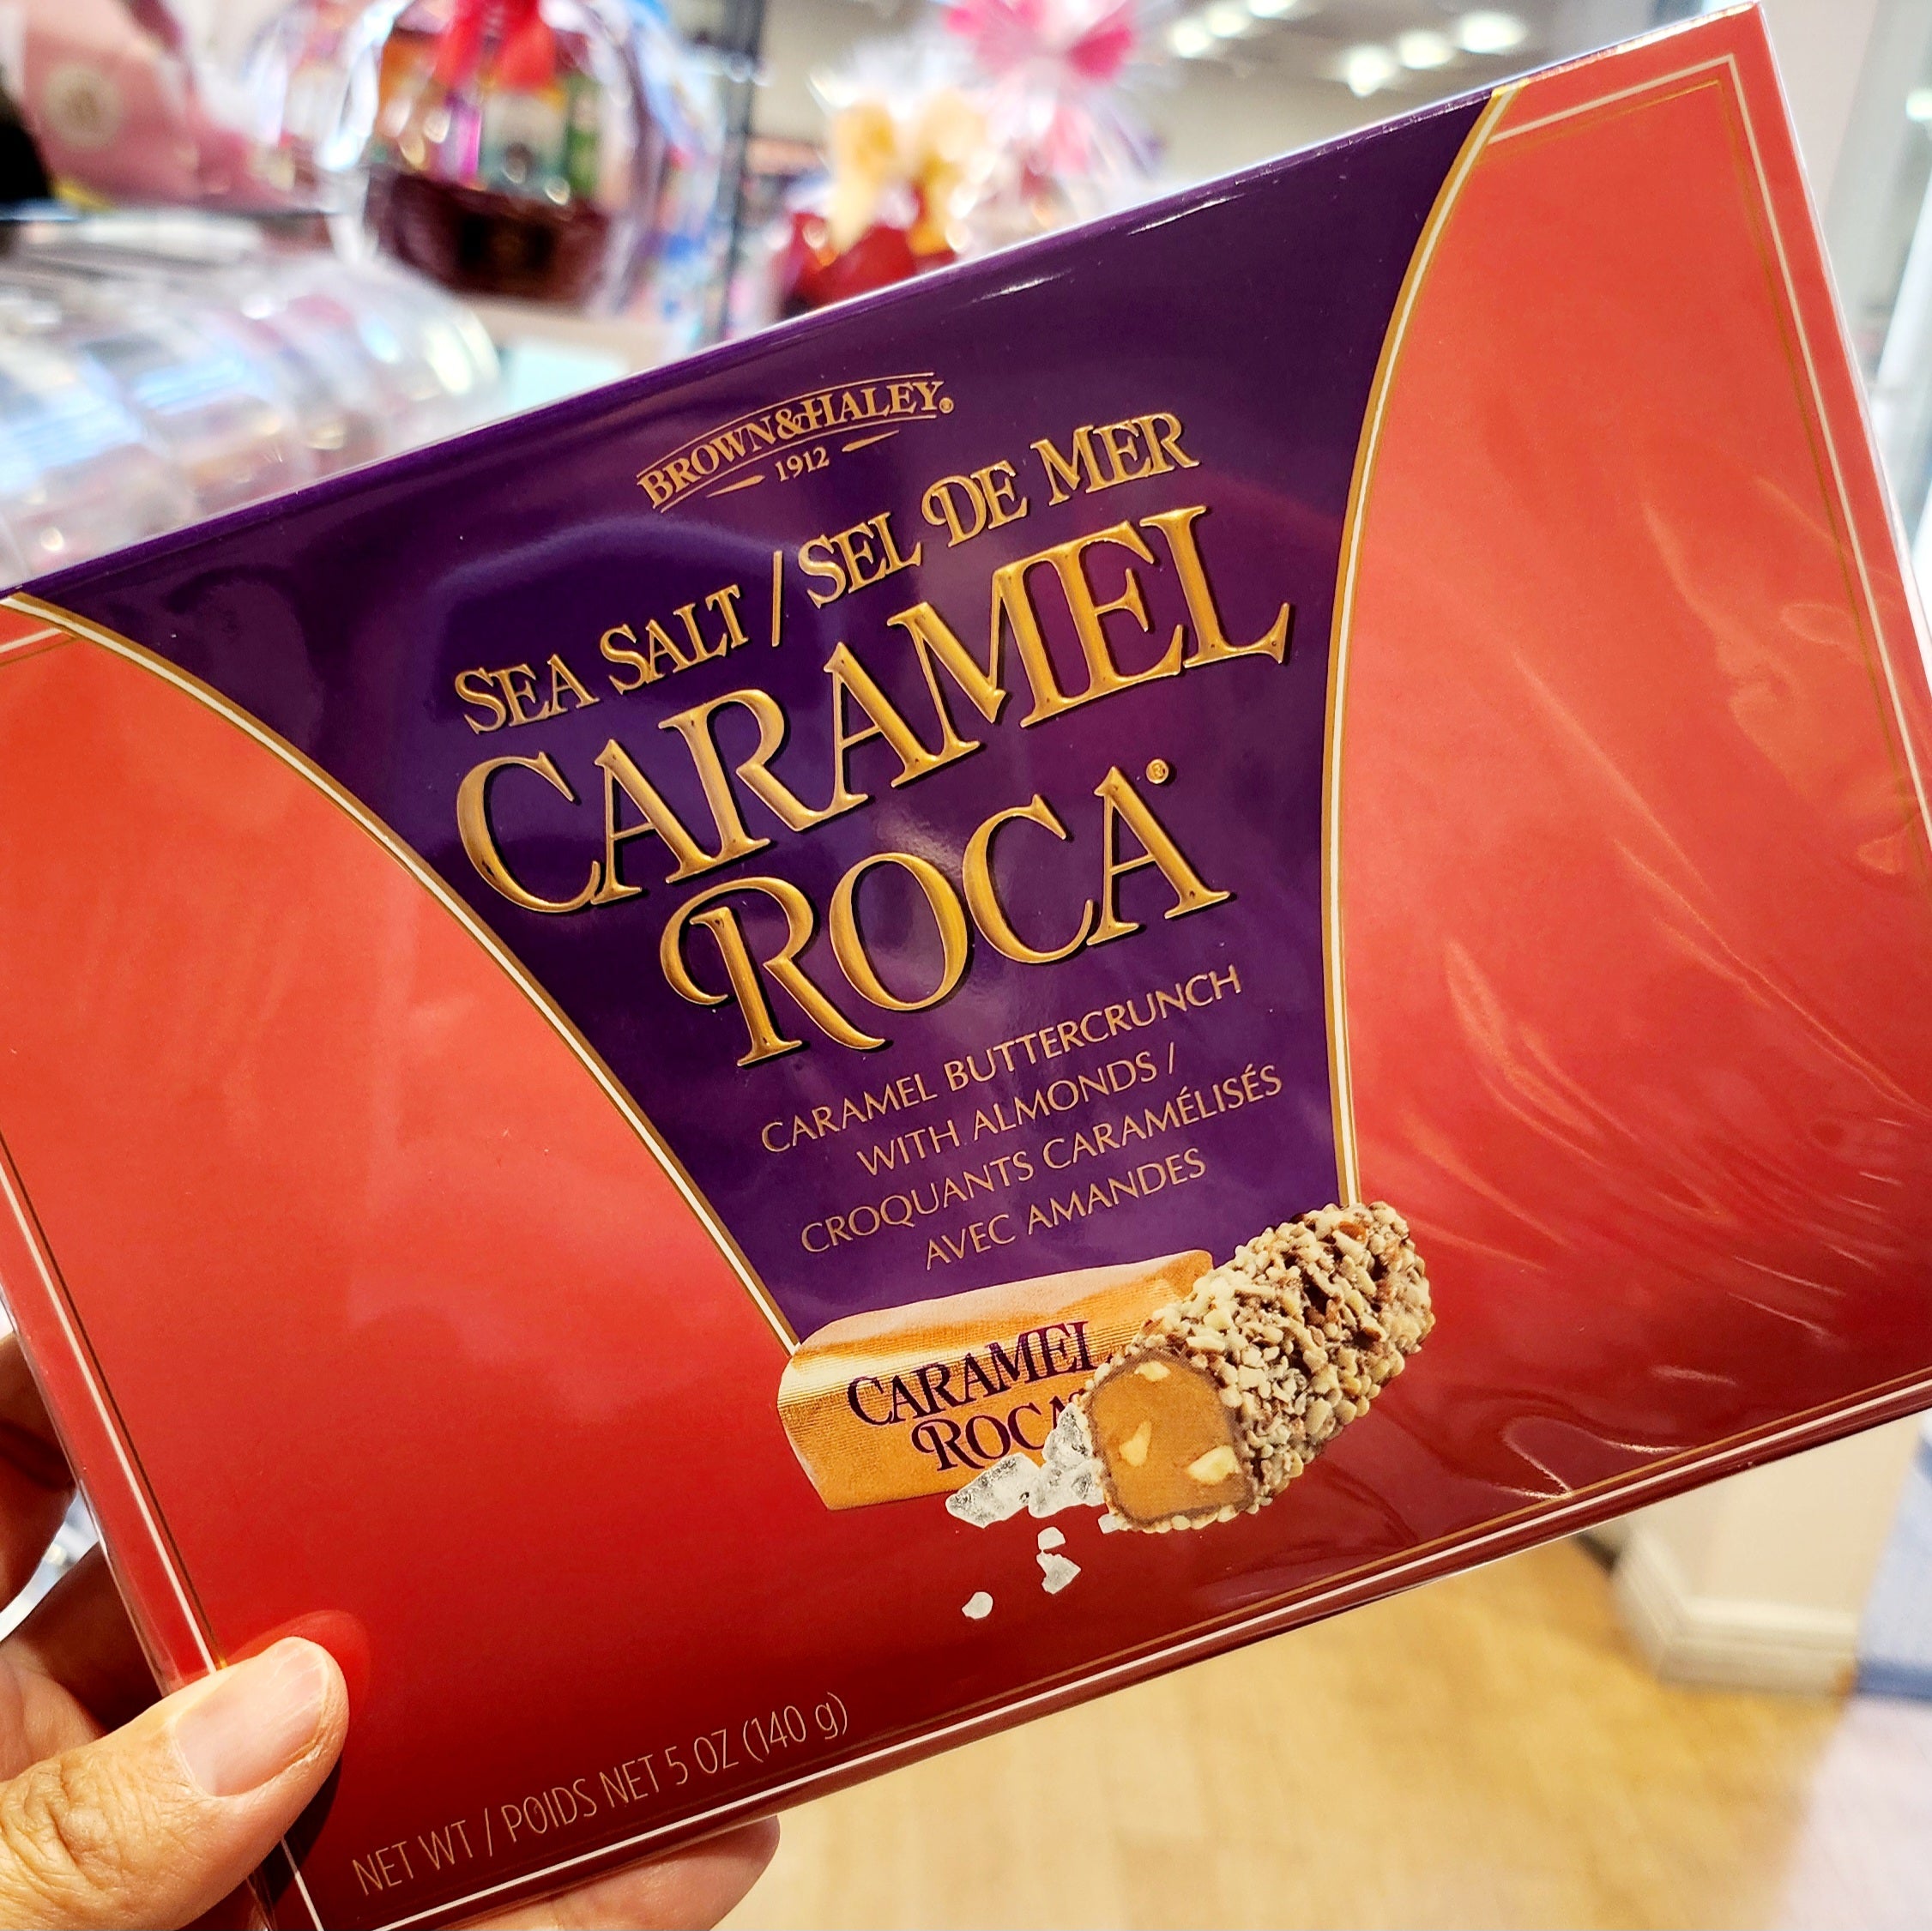 BROWN&HALEY®
1912
SEA SALT / SEL DE MER
CARAMEL
ROCA®
CARAMEL BUTTERCRUNCH
WITH ALMONDS /
CROQUANTS CARAMÉLISÉS
AVEC AMANDES
CARAMEL
ROCA
NET WT / POIDS NET 5 OZ (140 g)